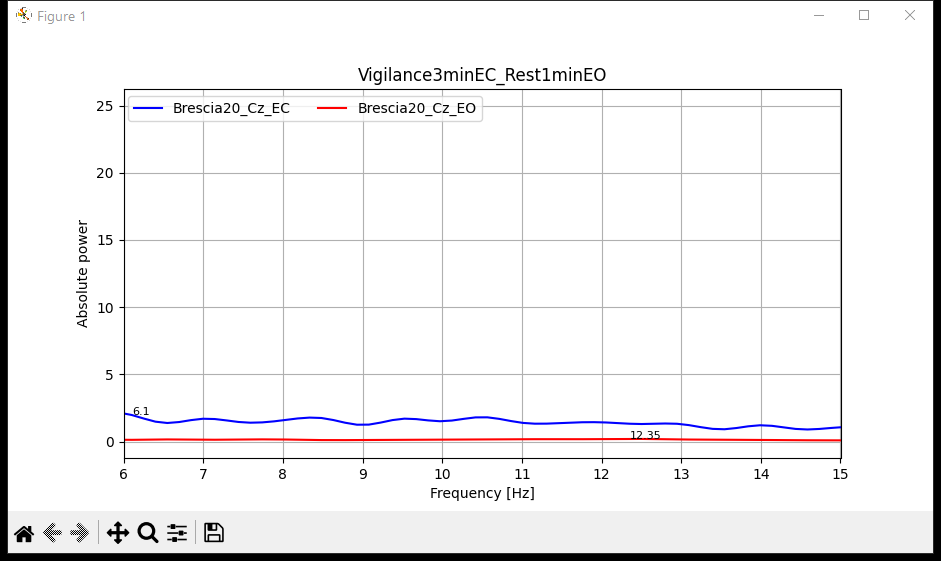 Figure 1
Vigilance3minEC_Rest1minEO
Brescia20_Cz_EC Brescia20_Cz_EO
25
20
15
10
5
0
Absolute power
6.1
12.35
6 7 8 9 10 11 12 13 14 15
Frequency [Hz]